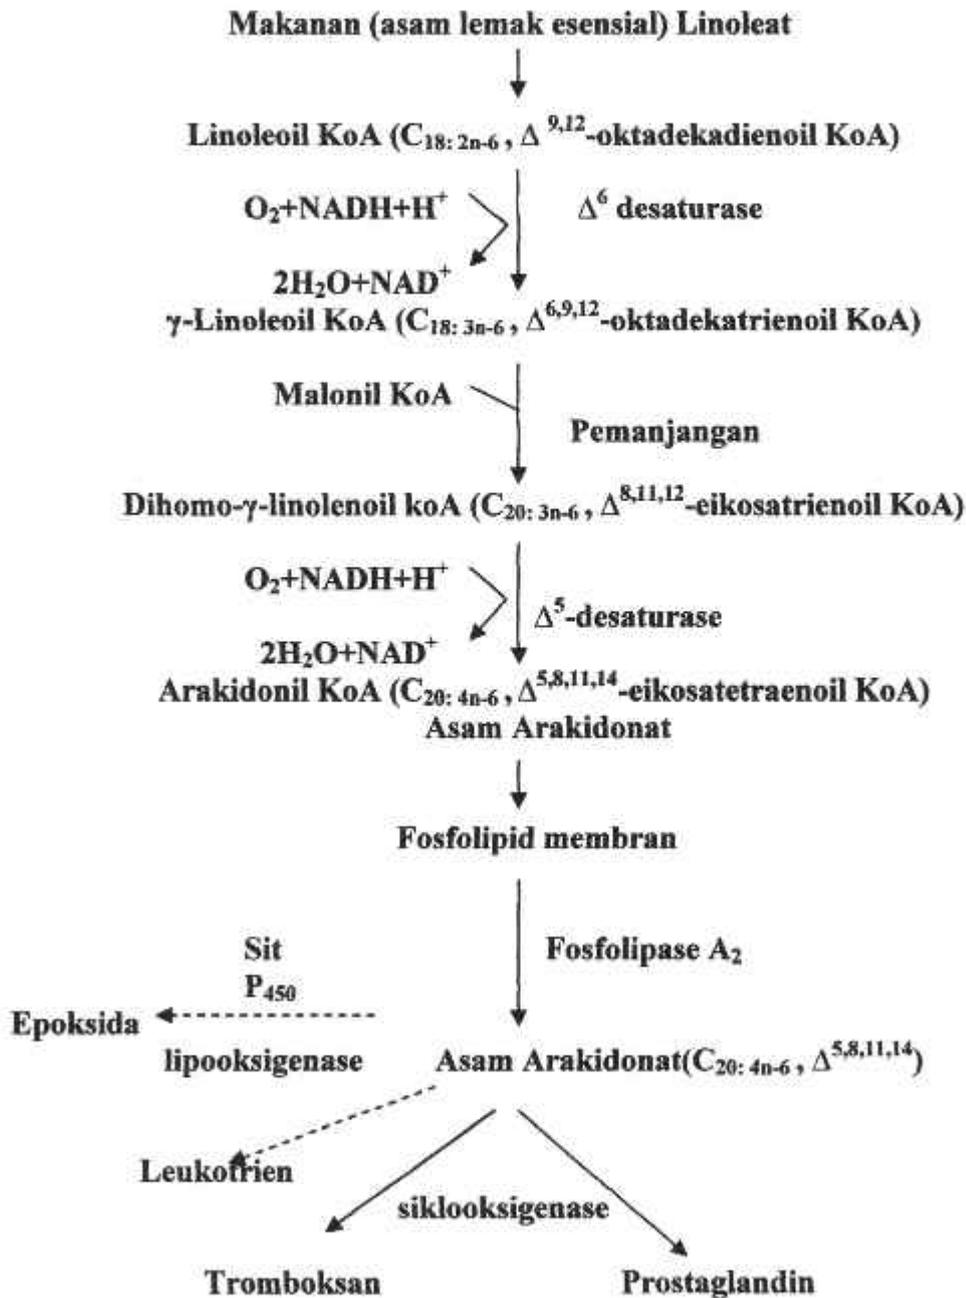 Makanan (asam lemak esensial) Linoleat
Linoleoil KoA (C18: 2n-6 , Δ 9,12-oktadekadienoil KoA)
O2+NADH+H+
Δ6 desaturase
2H2O+NAD+
γ-Linoleoil KoA (C18: 3n-6 , Δ6,9,12-oktadekatrienoil KoA)
Malonil KoA
Pemanjangan
Dihomo-γ-linolenoil koA (C20: 3n-6 , Δ8,11,12-eikosatrienoil KoA)
O2+NADH+H+
Δ5-desaturase
2H2O+NAD+
Arakidonil KoA (C20: 4n-6 , Δ5,8,11,14-eikosatetraenoil KoA)
Asam Arakidonat
Fosfolipid membran
Fosfolipase A2
Sit
P450
Epoksida
lipooksigenase
Asam Arakidonat(C20: 4n-6 , Δ5,8,11,14)
Leukotrien
siklooksigenase
Tromboksan
Prostaglandin